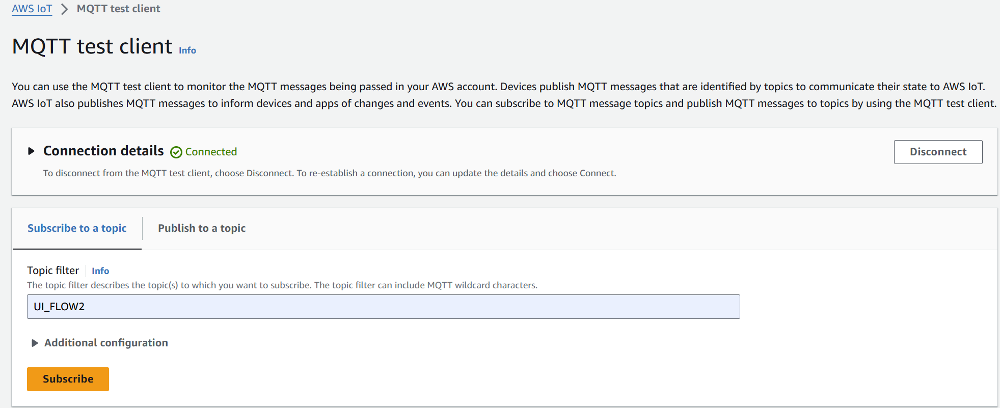 AWS IoT > MQTT test client
MQTT test client Info
You can use the MQTT test client to monitor the MQTT messages being passed in your AWS account. Devices publish MQTT messages that are identified by topics to communicate their state to AWS IoT.
AWS IoT also publishes MQTT messages to inform devices and apps of changes and events. You can subscribe to MQTT message topics and publish MQTT messages to topics by using the MQTT test client.
Connection details Connected
Disconnect
To disconnect from the MQTT test client, choose Disconnect. To re-establish a connection, you can update the details and choose Connect.
Subscribe to a topic Publish to a topic
Topic filter Info
The topic filter describes the topic(s) to which you want to subscribe. The topic filter can include MQTT wildcard characters.
UI_FLOW2
Additional configuration
Subscribe